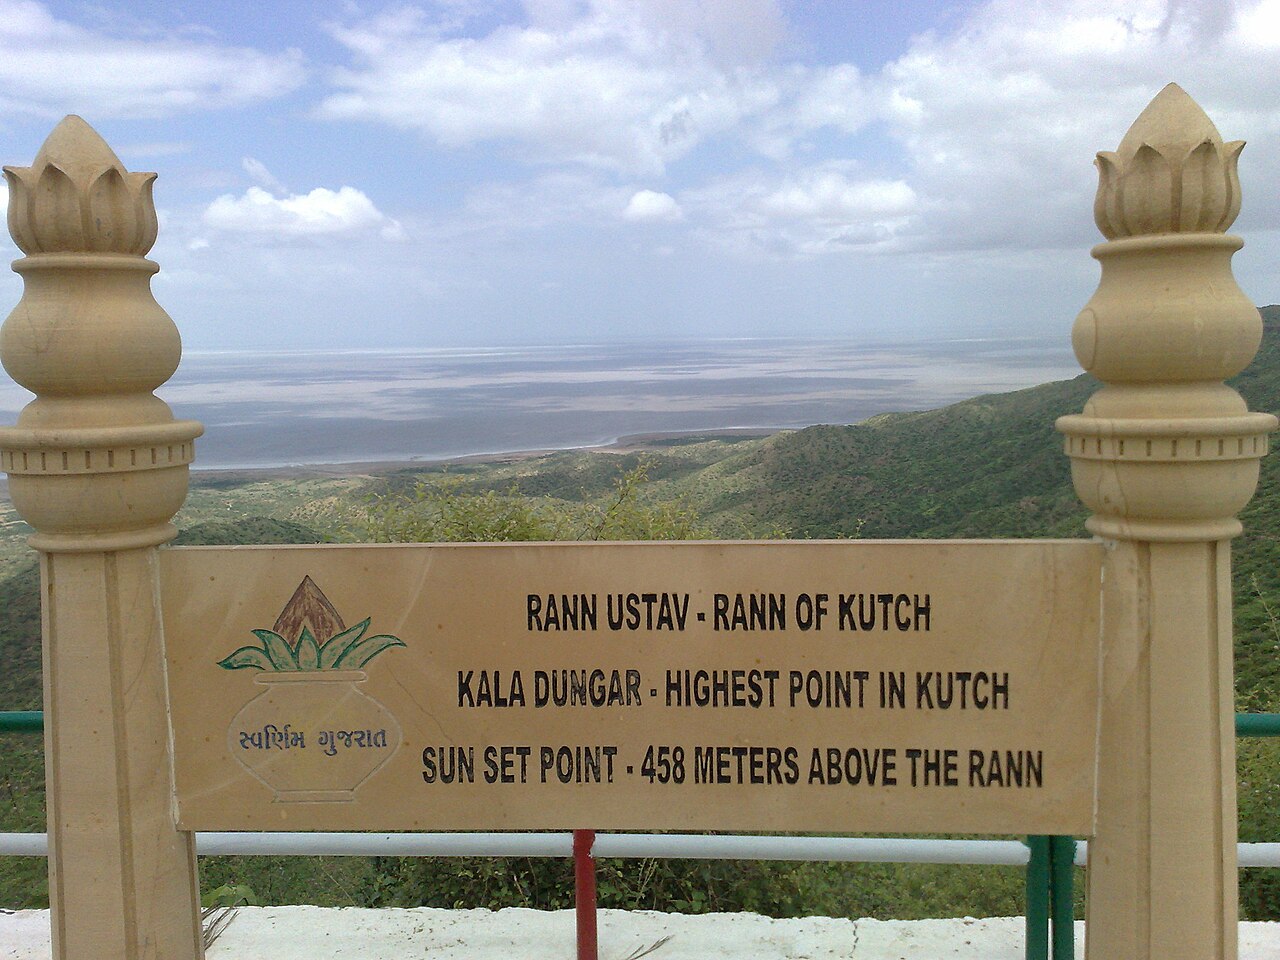 RANN USTAV - RANN OF KUTCH
KALA DUNGAR - HIGHEST POINT IN KUTCH
SUN SET POINT - 458 METERS ABOVE THE RANN
સ્વર્ણિમ ગુજરાત